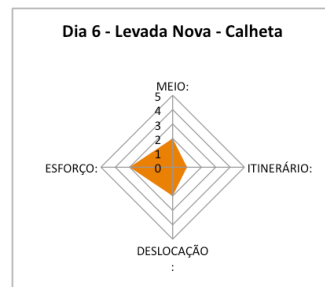 Dia 6 - Levada Nova - Calheta
MEIO:
5
4
3
2
1
0
ESFORÇO:
ITINERÁRIO:
DESLOCAÇÃO
: